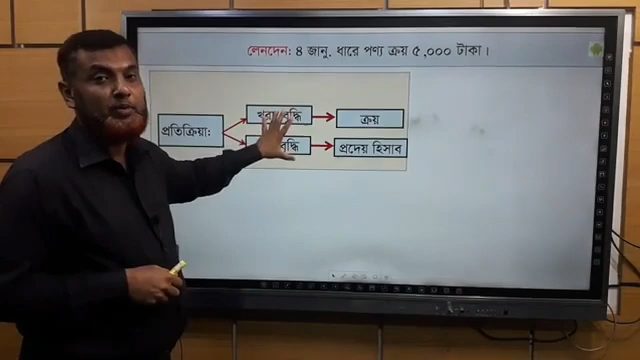 লেনদেন: ৪ জানু. ধারে পণ্য ক্রয় ৫,০০০ টাকা।
প্রতিক্রিয়া:
ক্রয়
প্রদেয় হিসাব